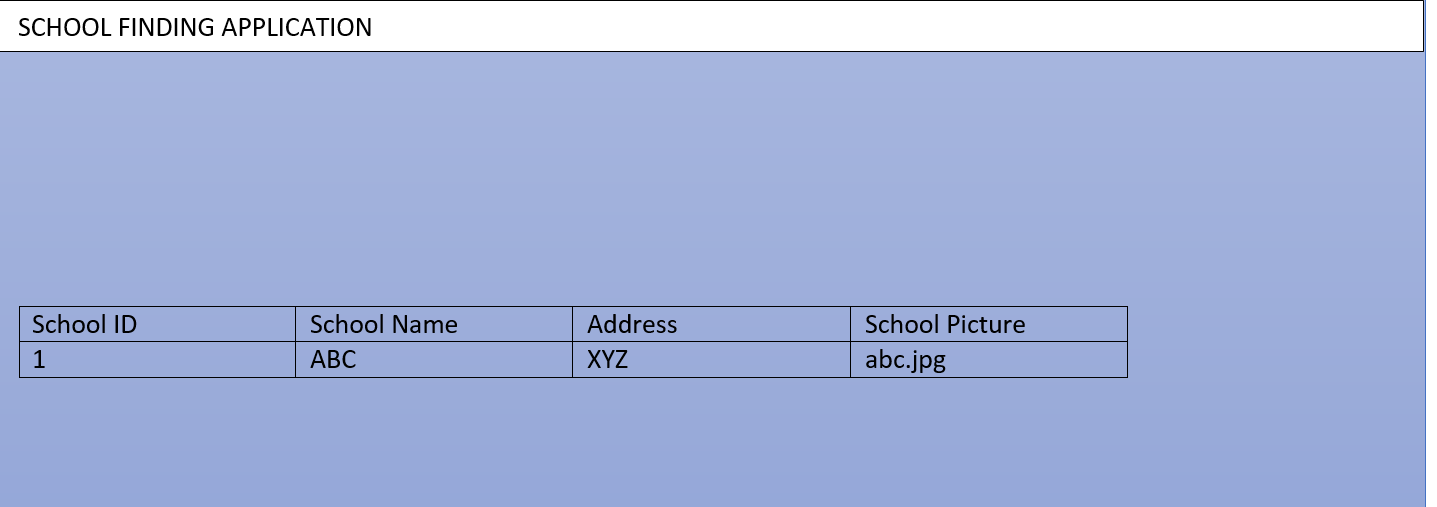 SCHOOL FINDING APPLICATION
School ID School Name Address School Picture
1 ABC XYZ abc.jpg